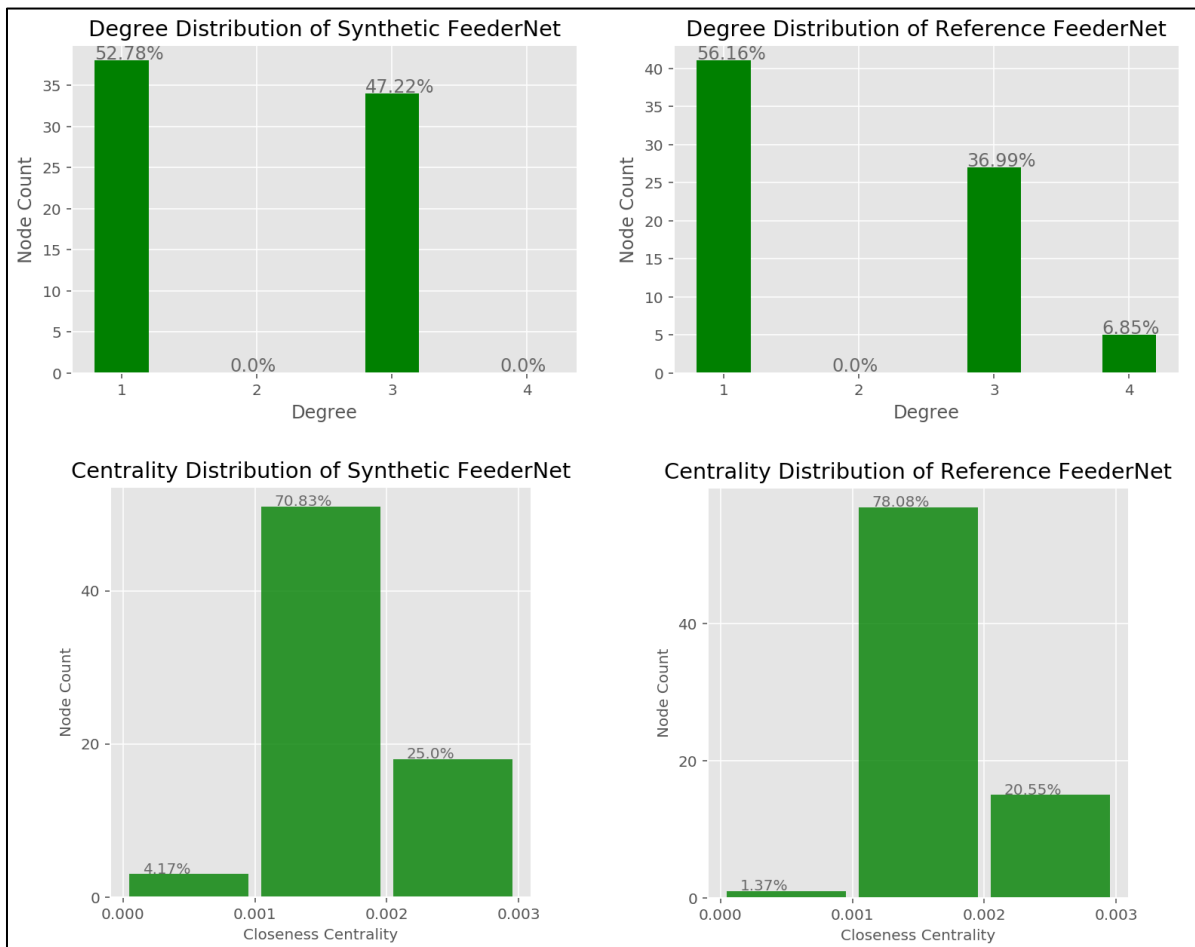 Degree Distribution of Synthetic FeederNet
52.78%
47.22%
0.0%
0.0%
35
30
25
20
15
10
5
0
Node Count
1 2 3 4
Degree
Degree Distribution of Reference FeederNet
56.16%
36.99%
6.85%
0.0%
40
35
30
25
20
15
10
5
0
Node Count
1 2 3 4
Degree
Centrality Distribution of Synthetic FeederNet
70.83%
25.0%
4.17%
40
20
0
Node Count
0.000 0.001 0.002 0.003
Closeness Centrality
Centrality Distribution of Reference FeederNet
78.08%
20.55%
1.37%
40
20
0
Node Count
0.000 0.001 0.002 0.003
Closeness Centrality